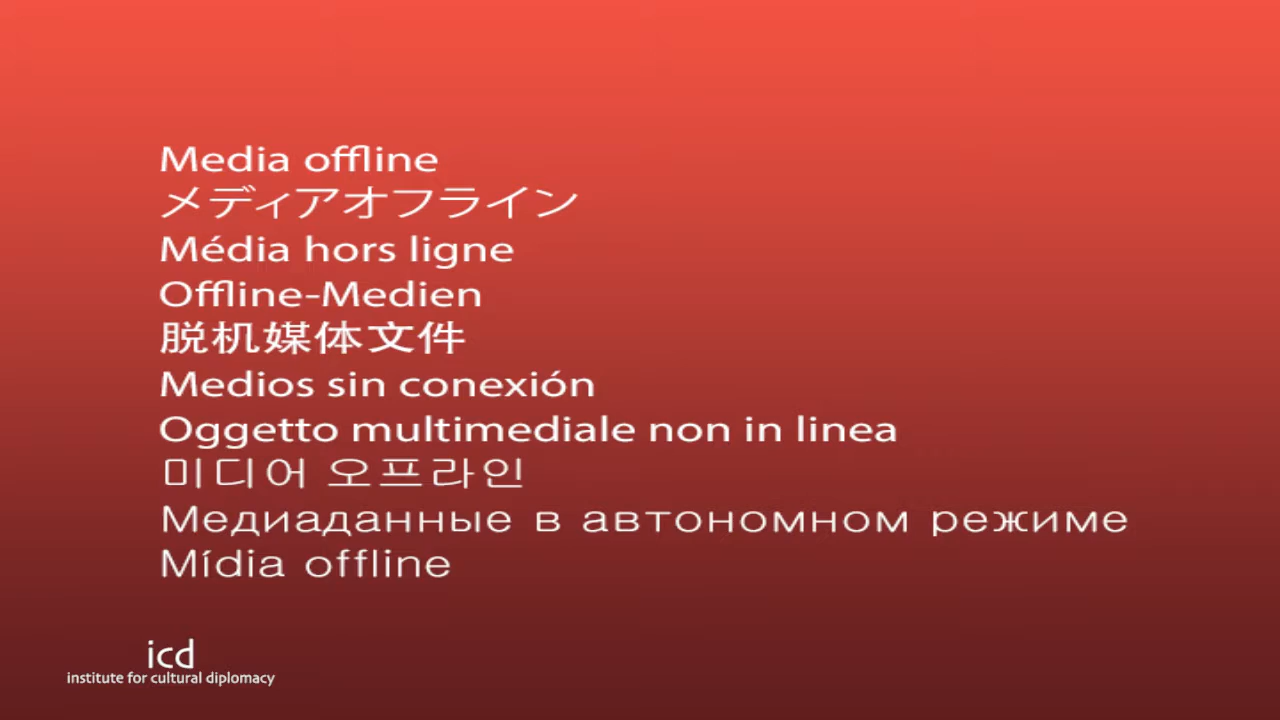 Media offline
メディアオフライン
Média hors ligne
Offline-Medien
脱机媒体文件
Medios sin conexión
Oggetto multimediale non in linea
미디어 오프라인
Медиаданные в автономном режиме
Mídia offline
icd
institute for cultural diplomacy